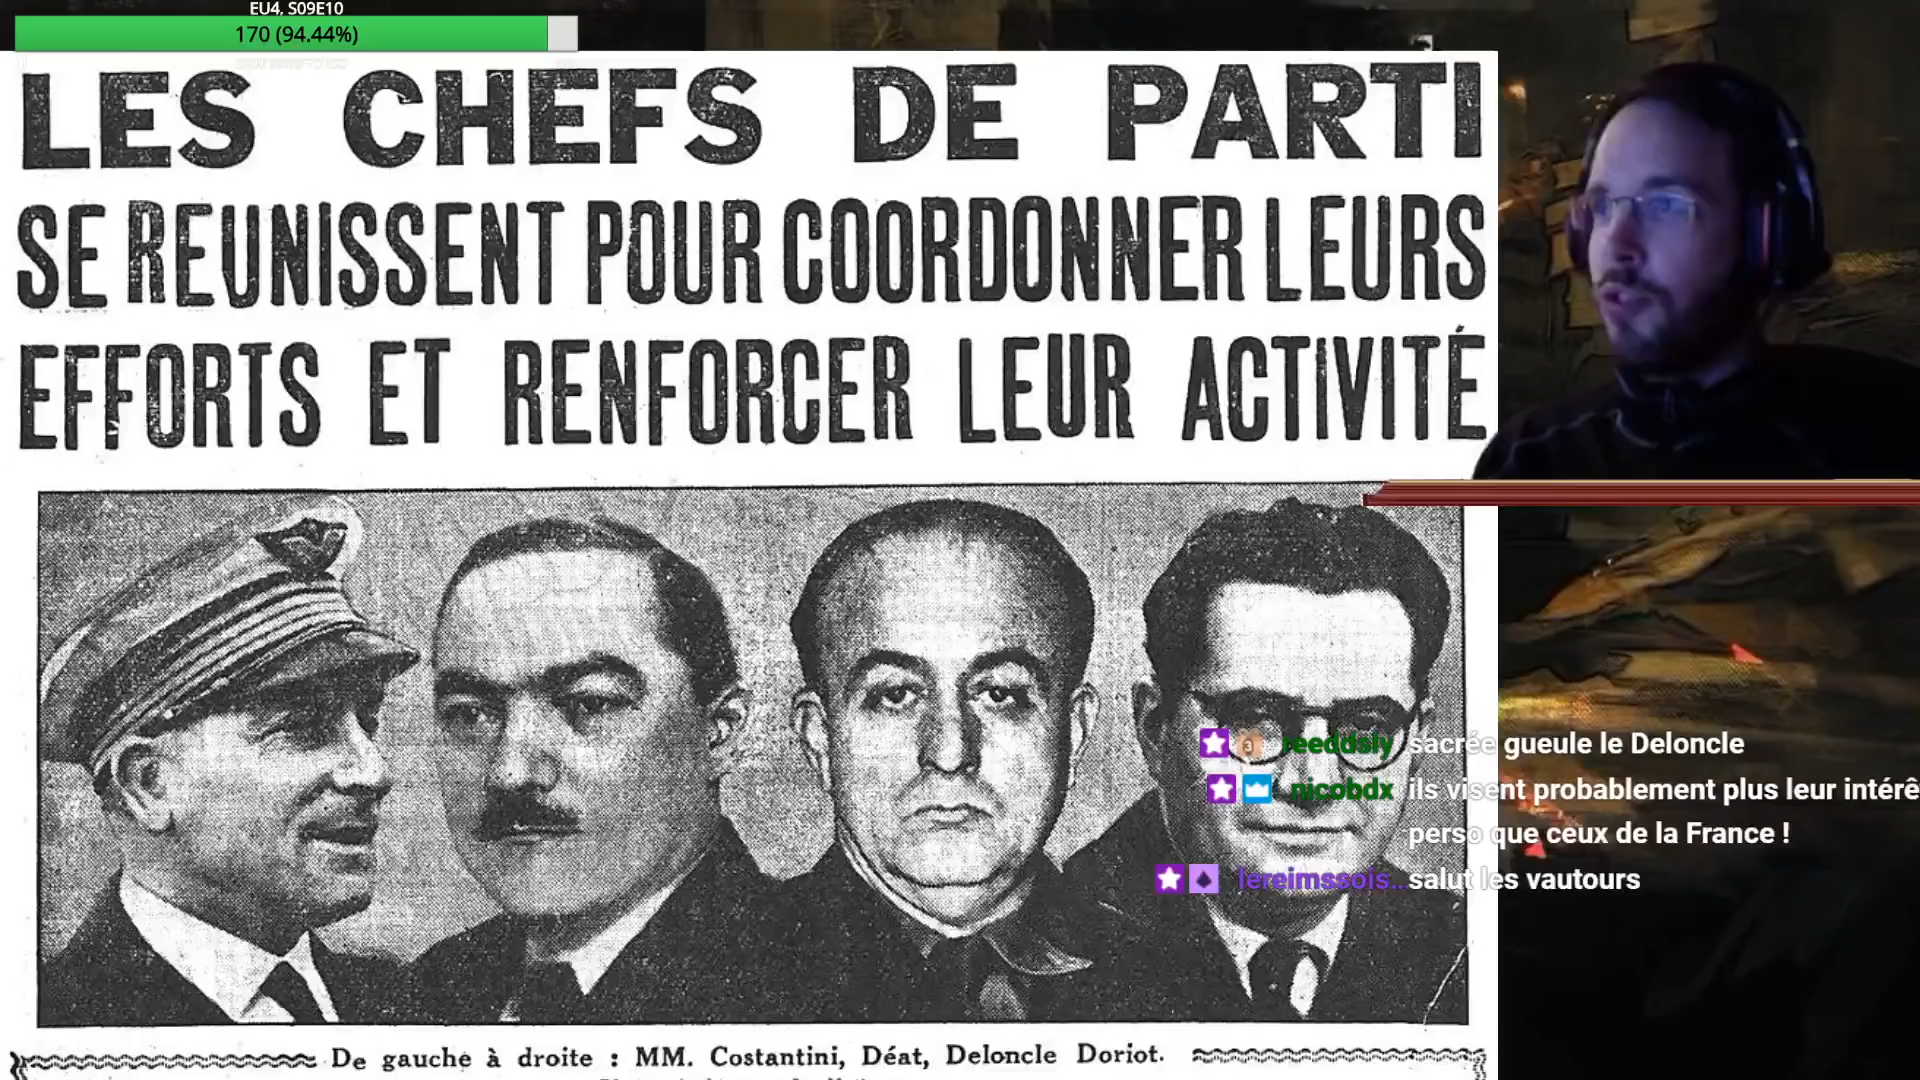 EU4, S09E10
170 (94.44%)
LES CHEFS DE PARTI
SE REUNISSENT POUR COORDONNER LEURS
EFFORTS ET RENFORCER LEUR ACTIVITÉ
reeddsly sacrée gueule le Deloncle
nicobdx ils visent probablement plus leur intérê
perso que ceux de la France !
lereimssois... salut les vautours
De gauche à droite : MM. Costantini, Déat, Deloncle Doriot.